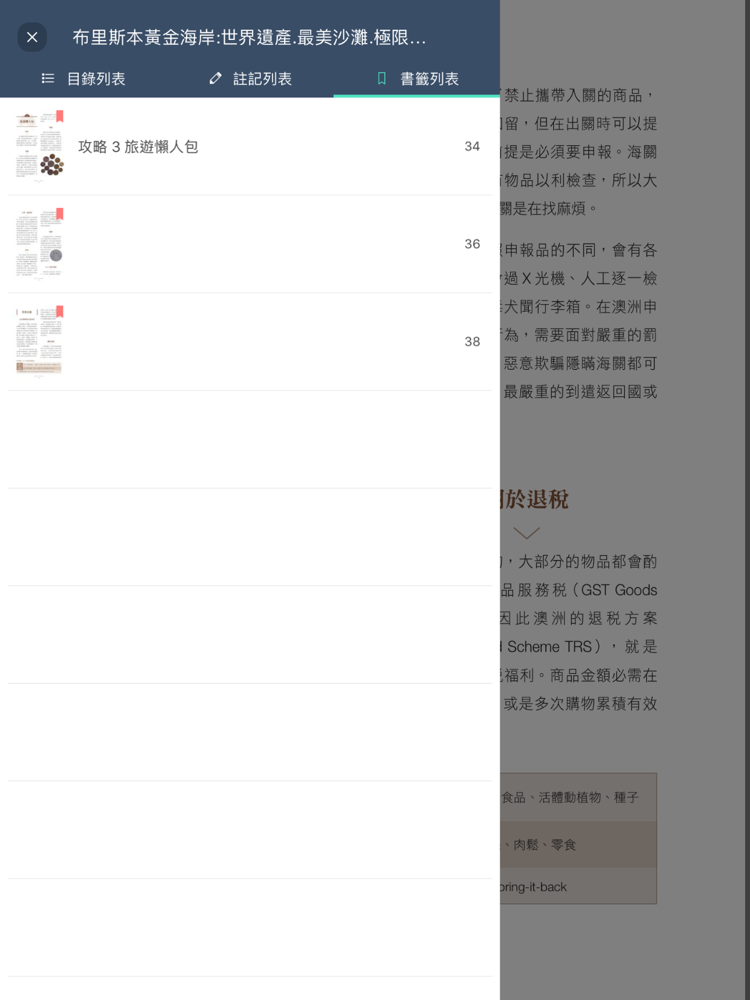 布里斯本黃金海岸:世界遺產.最美沙灘.極限...
目錄列表
註記列表
書籤列表
旅遊懶人包
攻略 3 旅遊懶人包
34
36
38
禁止攜帶入關的商品，
留，但在出關時可以提
提是必須要申報。海關
物品以利檢查，所以大
關是在找麻煩。
申報品的不同，會有各
過 X 光機、人工逐一檢
犬聞行李箱。在澳洲申
為，需要面對嚴重的罰
惡意欺騙隱瞞海關都可
最嚴重的到遣返回國或
於退稅
，大部分的物品都會酌
品服務税（GST Goods
因此澳洲的退税方案
Scheme TRS），就是
福利。商品金額必需在
或是多次購物累積有效
食品、活體動植物、種子
、肉鬆、零食
bring-it-back